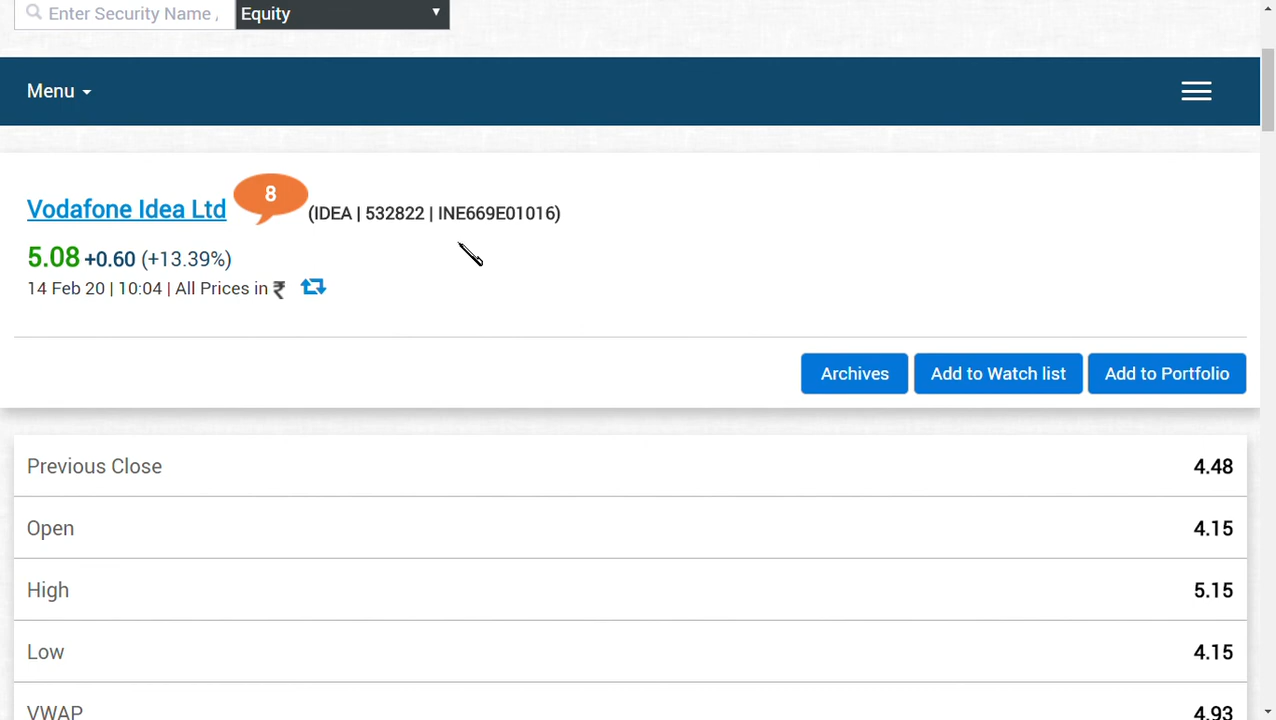 Enter Security Name , Equity
Menu
Vodafone Idea Ltd 8 (IDEA | 532822 | INE669E01016)
5.08 +0.60 (+13.39%)
14 Feb 20 | 10:04 | All Prices in ₹
Archives Add to Watch list Add to Portfolio
Previous Close 4.48
Open 4.15
High 5.15
Low 4.15
VWAP 4.93